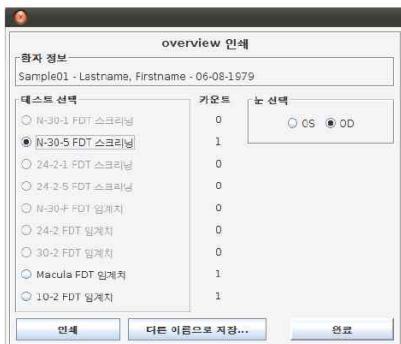 overview 인쇄
환자 정보
Sample01 - Lastname, Firstname - 06-08-1979
테스트 선택 카운트 눈 선택
N-30-1 FDT 스크리닝 0 OS OD
N-30-5 FDT 스크리닝 1
24-2-1 FDT 스크리닝 0
24-2-5 FDT 스크리닝 0
N-30-F FDT 임계치 0
24-2 FDT 임계치 0
30-2 FDT 임계치 0
Macula FDT 임계치 1
10-2 FDT 임계치 1
인쇄 다른 이름으로 저장... 완료